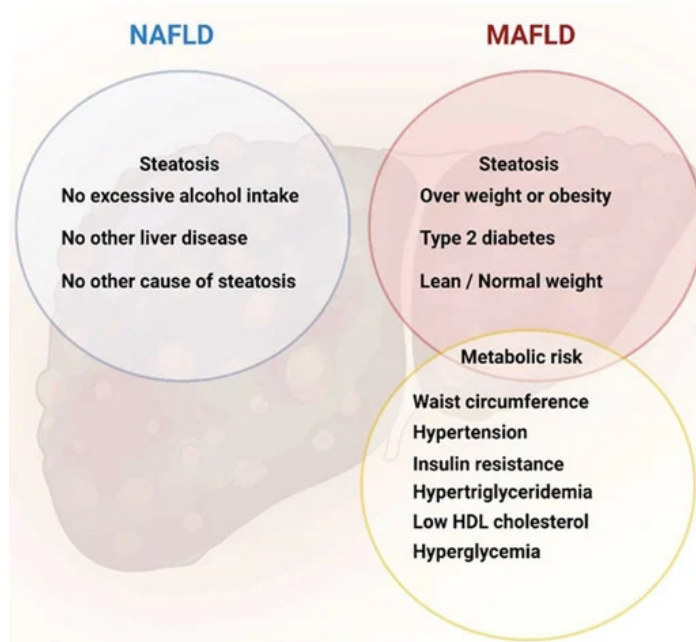 NAFLD
MAFLD
Steatosis
No excessive alcohol intake
No other liver disease
No other cause of steatosis
Steatosis
Over weight or obesity
Type 2 diabetes
Lean / Normal weight
Metabolic risk
Waist circumference
Hypertension
Insulin resistance
Hypertriglyceridemia
Low HDL cholesterol
Hyperglycemia